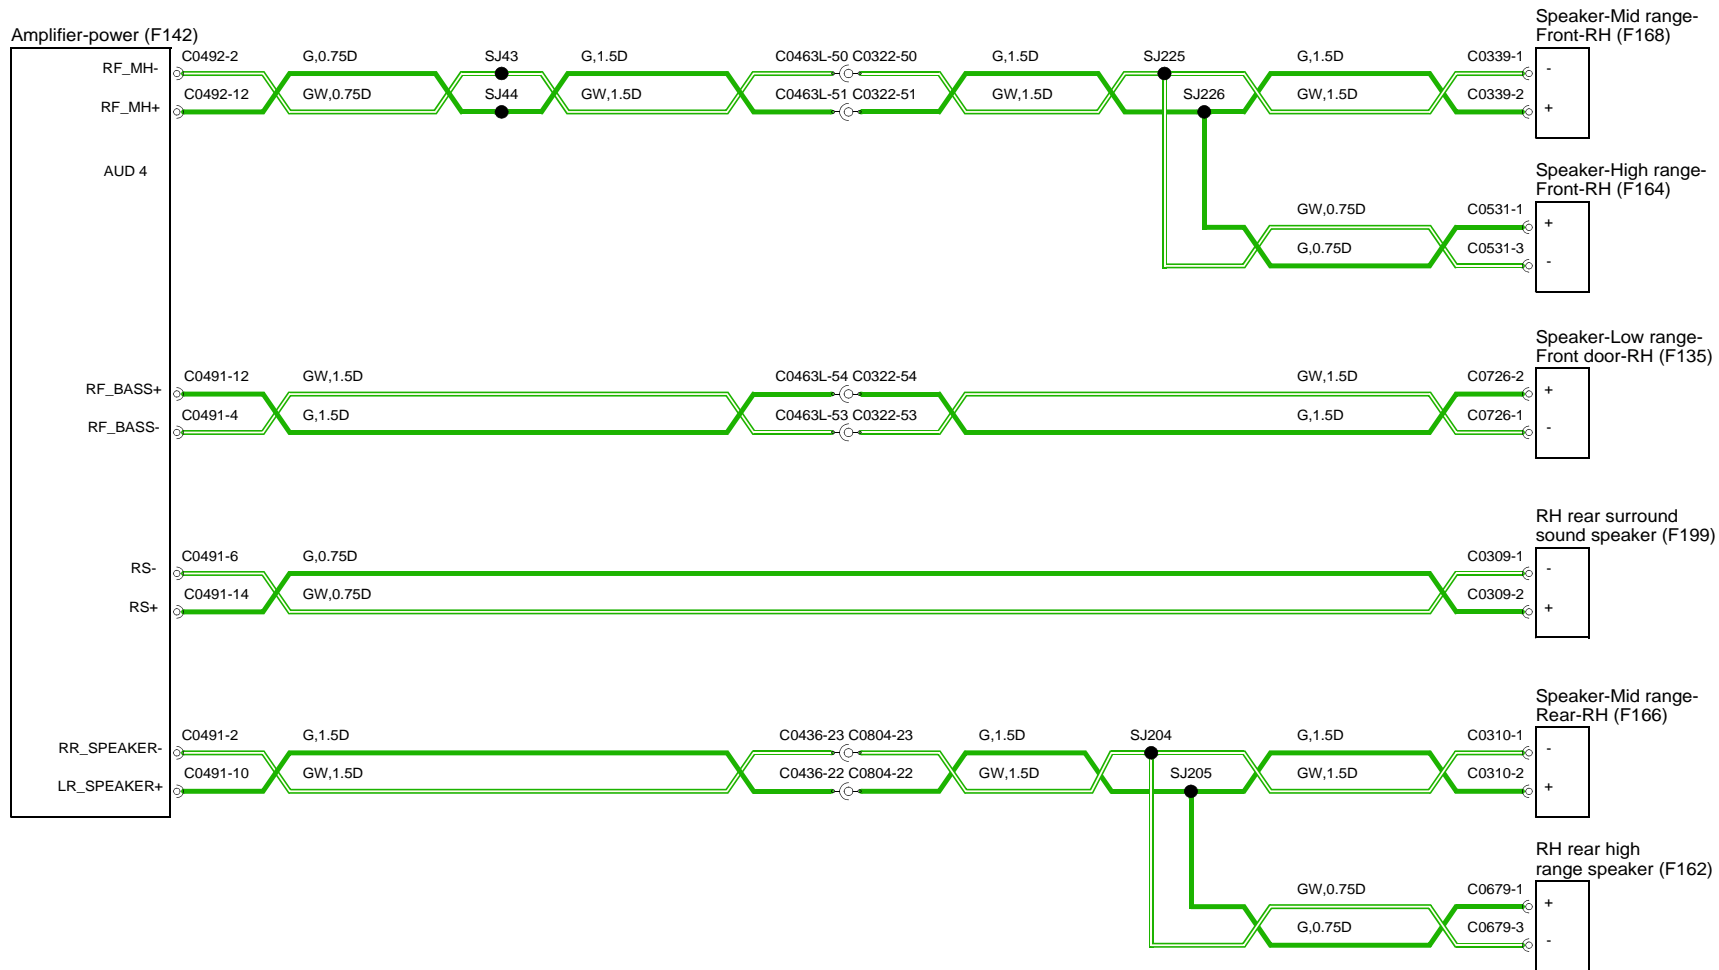 Amplifier-power (F142)
RF_MH-
RF_MH+
AUD 4
RF_BASS+
RF_BASS-
RS-
RS+
RR_SPEAKER-
LR_SPEAKER+
C0492-2 G,0.75D SJ43 G,1.5D C0463L-50 C0322-50 G,1.5D SJ225 G,1.5D C0339-1
C0492-12 GW,0.75D SJ44 GW,1.5D C0463L-51 C0322-51 GW,1.5D SJ226 GW,1.5D C0339-2
Speaker-Mid range-
Front-RH (F168)
-
+
Speaker-High range-
Front-RH (F164)
GW,0.75D C0531-1 +
G,0.75D C0531-3 -
Speaker-Low range-
Front door-RH (F135)
C0491-12 GW,1.5D C0463L-54 C0322-54 GW,1.5D C0726-2 +
C0491-4 G,1.5D C0463L-53 C0322-53 G,1.5D C0726-1 -
RH rear surround
sound speaker (F199)
C0491-6 G,0.75D C0309-1 -
C0491-14 GW,0.75D C0309-2 +
Speaker-Mid range-
Rear-RH (F166)
C0491-2 G,1.5D C0436-23 C0804-23 G,1.5D SJ204 G,1.5D C0310-1 -
C0491-10 GW,1.5D C0436-22 C0804-22 GW,1.5D SJ205 GW,1.5D C0310-2 +
RH rear high
range speaker (F162)
GW,0.75D C0679-1 +
G,0.75D C0679-3 -